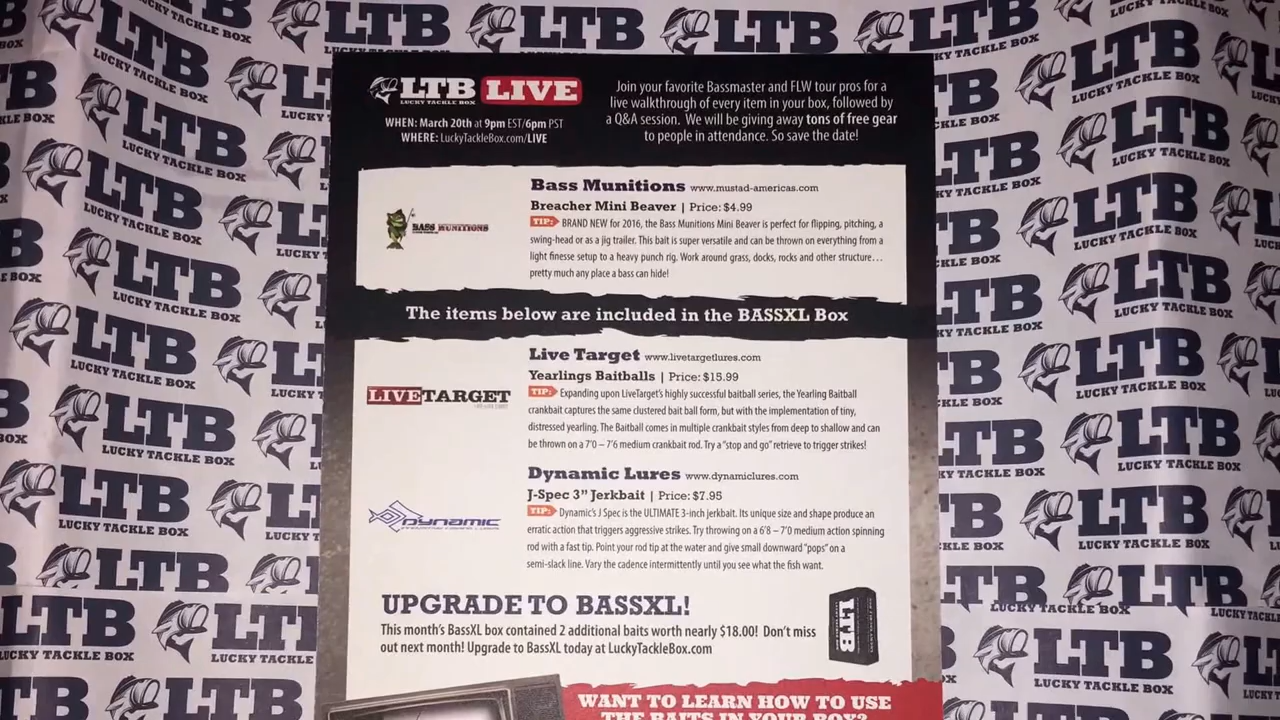 LTB LIVE
LUCKY TACKLE BOX
WHEN: March 20th at 9pm EST/6pm PST
WHERE: LuckyTackleBox.com/LIVE
Join your favorite Bassmaster and FLW tour pros for a
live walkthrough of every item in your box, followed by
a Q&A session. We will be giving away tons of free gear
to people in attendance. So save the date!
BASS MUNITIONS
Bass Munitions www.mustad-americas.com
Breacher Mini Beaver | Price: $4.99
TIP: BRAND NEW for 2016, the Bass Munitions Mini Beaver is perfect for flipping, pitching, a
swing-head or as a jig trailer. This bait is super versatile and can be thrown on everything from a
light finesse setup to a heavy punch rig. Work around grass, docks, rocks and other structure…
pretty much any place a bass can hide!
The items below are included in the BASSXL Box
LIVETARGET
Live Target www.livetargetlures.com
Yearlings Baitballs | Price: $15.99
TIP: Expanding upon LiveTarget's highly successful baitball series, the Yearling Baitball
crankbait captures the same clustered bait ball form, but with the implementation of tiny,
distressed yearling. The Baitball comes in multiple crankbait styles from deep to shallow and can
be thrown on a 7'0 – 7'6 medium crankbait rod. Try a "stop and go" retrieve to trigger strikes!
DYNAMIC
Dynamic Lures www.dynamiclures.com
J-Spec 3" Jerkbait | Price: $7.95
TIP: Dynamic's J Spec is the ULTIMATE 3-inch jerkbait. Its unique size and shape produce an
erratic action that triggers aggressive strikes. Try throwing on a 6'8 – 7'0 medium action spinning
rod with a fast tip. Point your rod tip at the water and give small downward "pops" on a
semi-slack line. Vary the cadence intermittently until you see what the fish want.
UPGRADE TO BASSXL!
This month's BassXL box contained 2 additional baits worth nearly $18.00! Don't miss
out next month! Upgrade to BassXL today at LuckyTackleBox.com
LTB
WANT TO LEARN HOW TO USE
THE BAITS IN YOUR BOX?
LTB
LUCKY TACKLE BOX